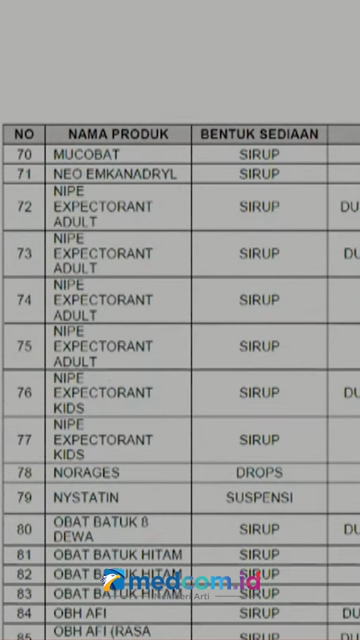 NO NAMA PRODUK BENTUK SEDIAAN
70 MUCOBAT SIRUP
71 NEO EMKANADRYL SIRUP
72 NIPE EXPECTORANT ADULT SIRUP DU
73 NIPE EXPECTORANT ADULT SIRUP DU
74 NIPE EXPECTORANT ADULT SIRUP
75 NIPE EXPECTORANT ADULT SIRUP
76 NIPE EXPECTORANT KIDS SIRUP DU
77 NIPE EXPECTORANT KIDS SIRUP
78 NORAGES DROPS
79 NYSTATIN SUSPENSI
80 OBAT BATUK 8 DEWA SIRUP DU
81 OBAT BATUK HITAM SIRUP
82 OBAT BATUK HITAM SIRUP
83 OBAT BATUK HITAM SIRUP
84 OBH AFI SIRUP DU
85 OBH AFI (RASA SIRUP DU
medcom.id
Arti